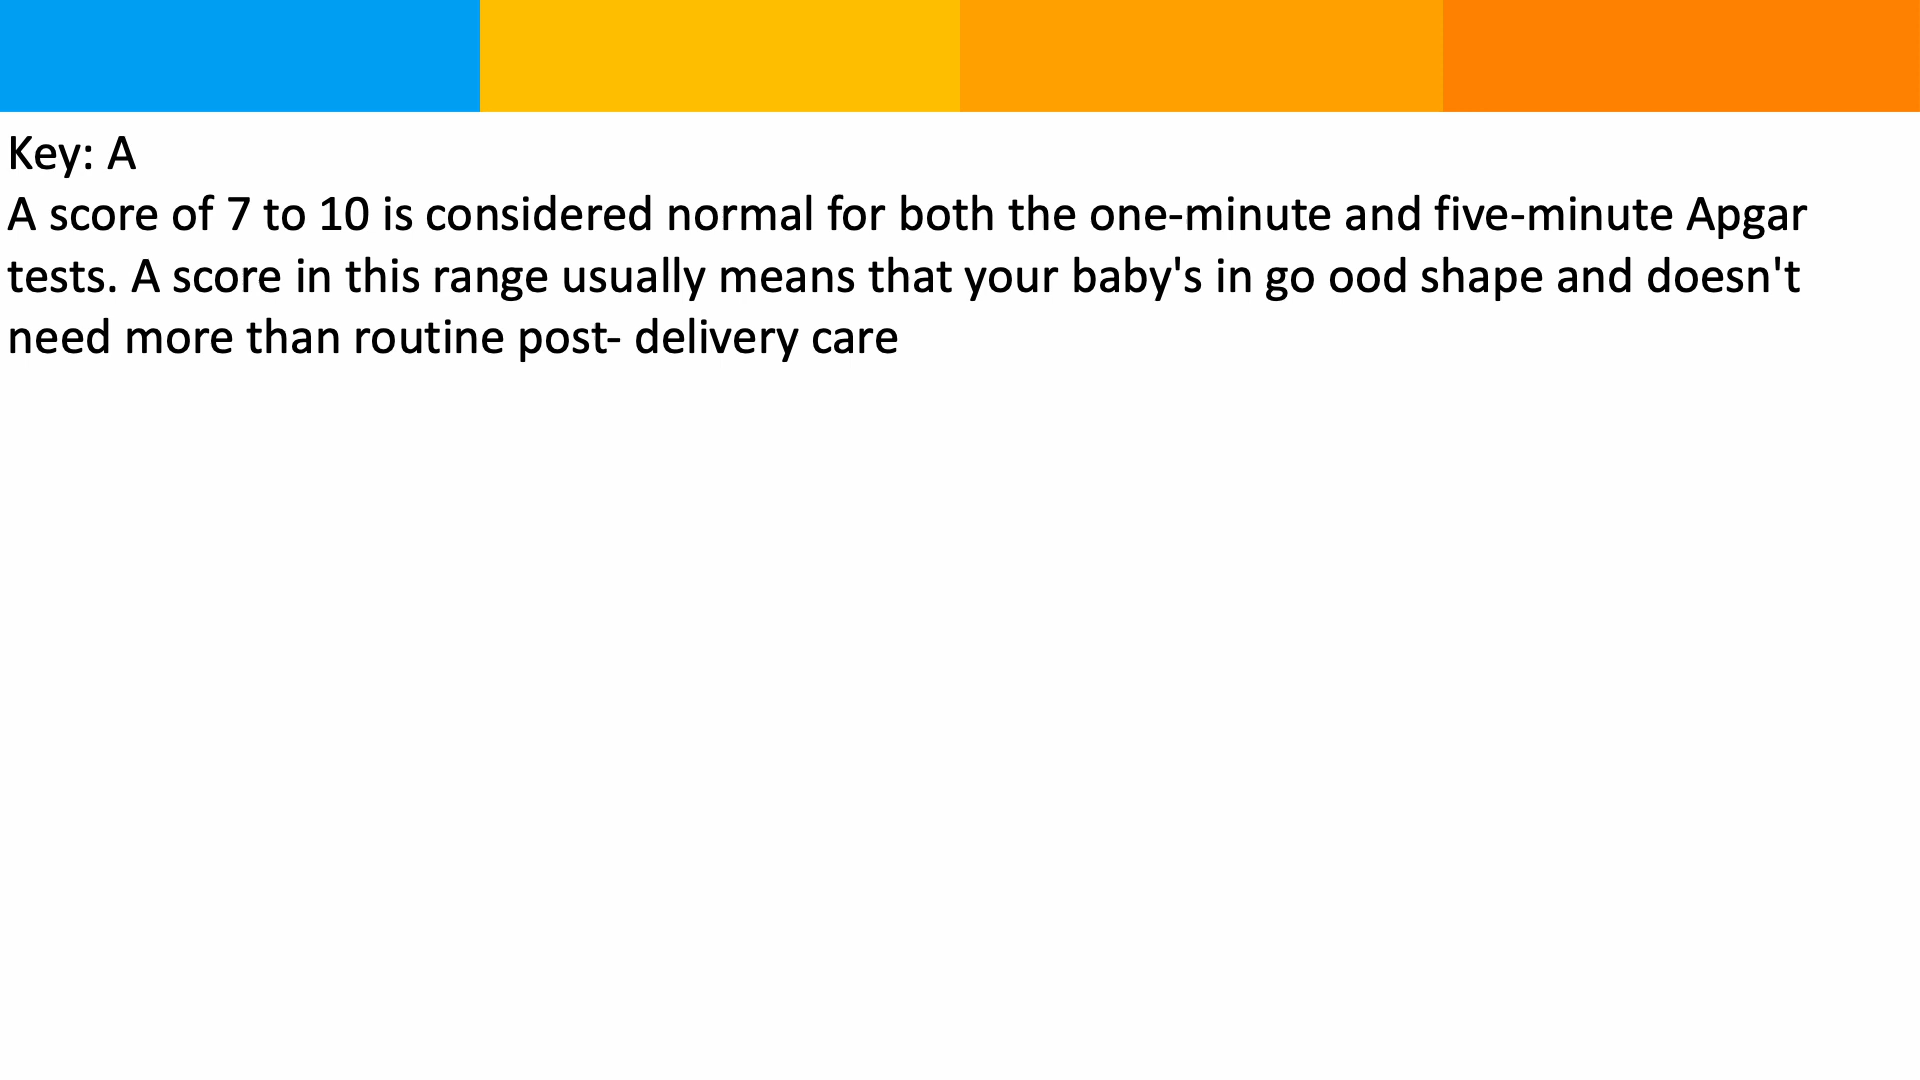 Key: A
A score of 7 to 10 is considered normal for both the one-minute and five-minute Apgar
tests. A score in this range usually means that your baby's in go ood shape and doesn't
need more than routine post- delivery care